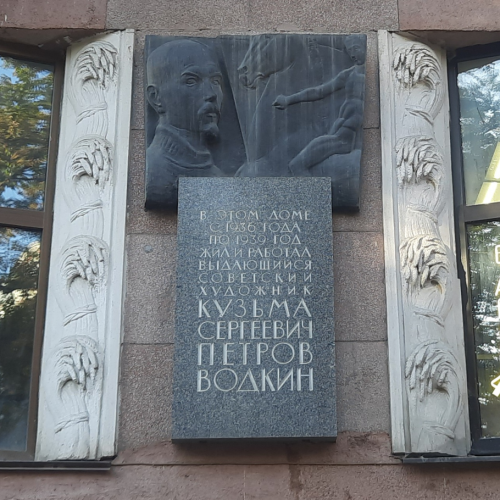 В ЭТОМ ДОМЕ
С 1936 ГОДА
ПО 1939 ГОД
ЖИЛ И РАБОТАЛ
ВЫДАЮЩИЙСЯ
СОВЕТСКИЙ
ХУДОЖНИК
КУЗЬМА
СЕРГЕЕВИЧ
ПЕТРОВ
ВОДКИН